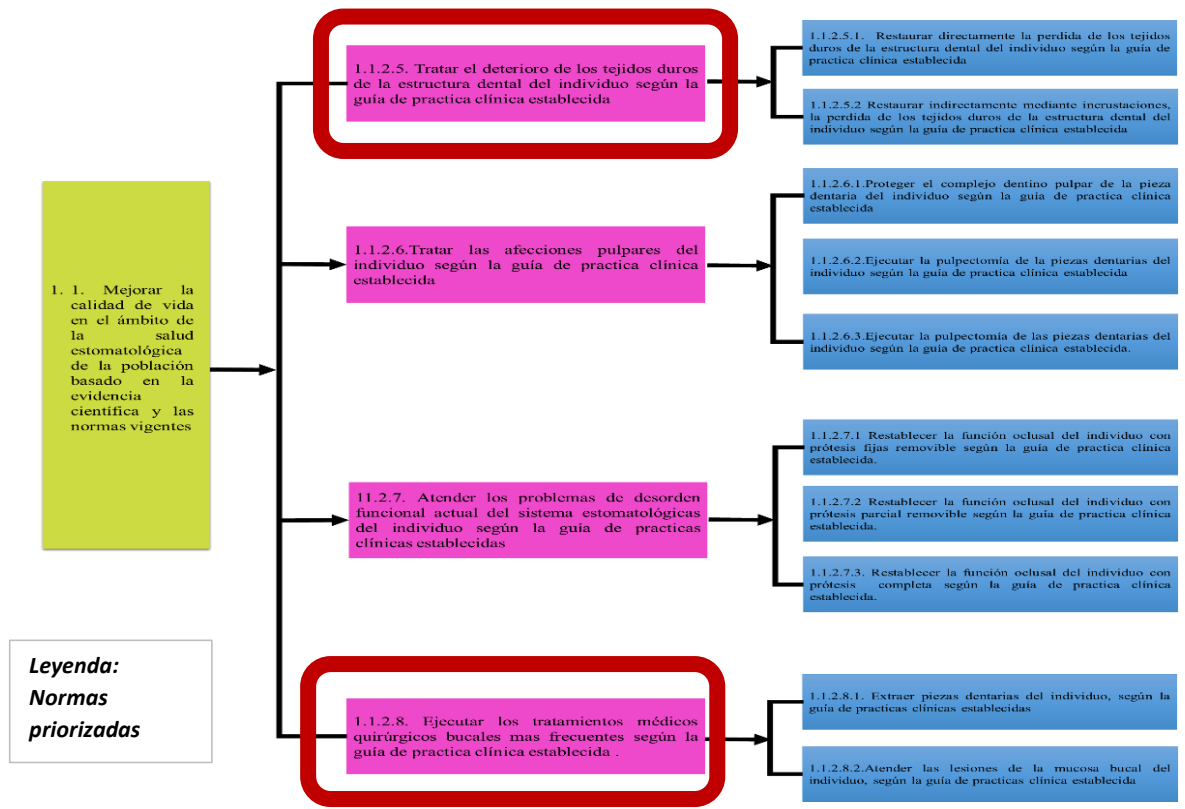 1. 1. Mejorar la
calidad de vida
en el ámbito de
la salud
estomatológica
de la población
basado en la
evidencia
científica y las
normas vigentes
1.1.2.5. Tratar el deterioro de los tejidos duros
de la estructura dental del individuo según la
guía de practica clínica establecida
1.1.2.5.1. Restaurar directamente la perdida de los tejidos
duros de la estructura dental del individuo según la guía de
practica clínica establecida
1.1.2.5.2 Restaurar indirectamente mediante incrustaciones,
la perdida de los tejidos duros de la estructura dental del
individuo según la guía de practica clínica establecida
1.1.2.6.Tratar las afecciones pulpares del
individuo según la guía de practica clínica
establecida
1.1.2.6.1.Proteger el complejo dentino pulpar de la pieza
dentaria del individuo según la guía de practica clínica
establecida
1.1.2.6.2.Ejecutar la pulpectomía de la piezas dentarias del
individuo según la guía de practica clínica establecida
1.1.2.6.3.Ejecutar la pulpectomía de las piezas dentarias del
individuo según la guía de practica clínica establecida.
11.2.7. Atender los problemas de desorden
funcional actual del sistema estomatológicas
del individuo según la guía de practicas
clínicas establecidas
1.1.2.7.1 Restablecer la función oclusal del individuo con
prótesis fijas removible según la guía de practica clínica
establecida.
1.1.2.7.2 Restablecer la función oclusal del individuo con
prótesis parcial removible según la guía de practica clínica
establecida.
1.1.2.7.3. Restablecer la función oclusal del individuo con
prótesis completa según la guía de practica clínica
establecida.
1.1.2.8. Ejecutar los tratamientos médicos
quirúrgicos bucales mas frecuentes según la
guía de practica clínica establecida .
1.1.2.8.1. Extraer piezas dentarias del individuo, según la
guía de practicas clínicas establecidas
1.1.2.8.2.Atender las lesiones de la mucosa bucal del
individuo, según la guía de practicas clínica establecida
Leyenda:
Normas
priorizadas